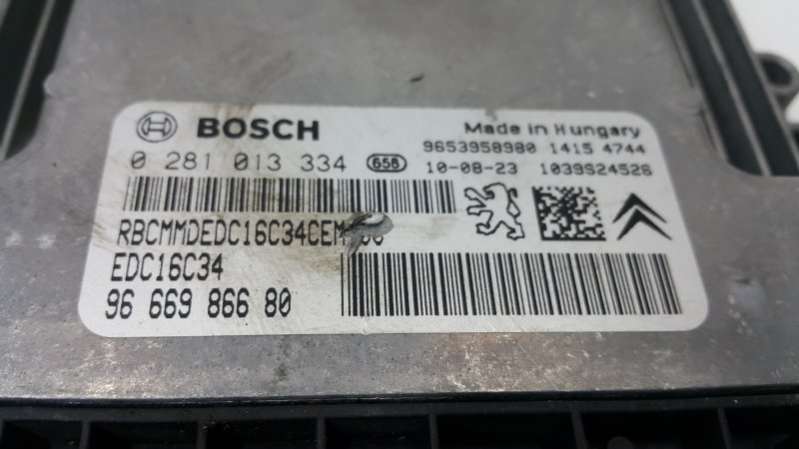 BOSCH
Made in Hungary
9653958980 1415 4744
0 281 013 334 656 10-08-23 1039S24526
EDC16C34
96 669 866 80